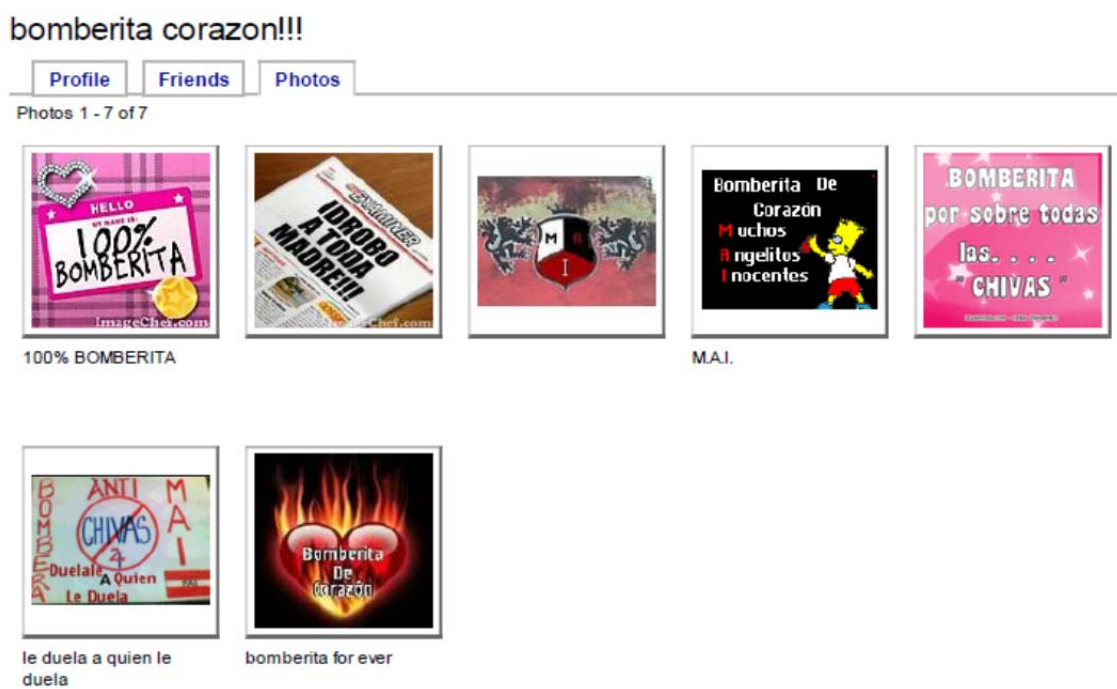 bomberita corazon!!!
Profile
Friends
Photos
Photos 1 - 7 of 7
HELLO
MY NAME IS:
100%
BOMBERITA
ImageChef.com
100% BOMBERITA
EXAMINER
¡DROBO
A TODA
MADRE!!!
M A
I
Bomberita De
Corazón
Muchos
Angelitos
Inocentes
M.A.I.
BOMBERITA
por sobre todas
las. . . .
" CHIVAS "
BOMBERA
ANTI
MAI
CHIVAS
2
Duelale
A Quien
Le Duela
le duela a quien le
duela
Bomberita
De
Corazón
bomberita for ever